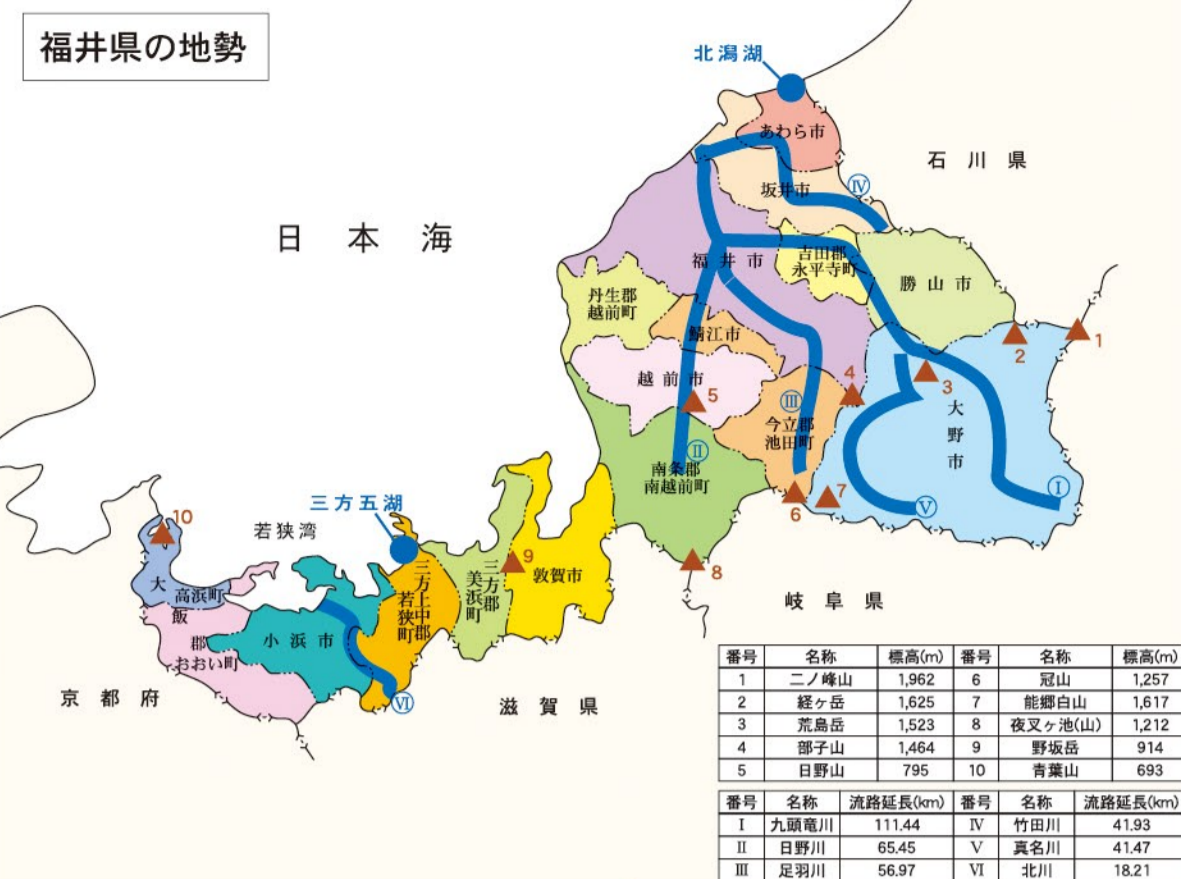 福井県の地勢
北潟湖
あわら市
石川県
坂井市
Ⅳ
日本海
福井市
吉田郡
永平寺町
勝山市
丹生郡
越前町
鯖江市
1
2
3
越前市
4
5
Ⅲ
今立郡
池田町
大野市
Ⅱ
南条郡
南越前町
6
7
Ⅴ
Ⅰ
三方五湖
10
若狭湾
8
9
敦賀市
三方郡
美浜町
三方上中郡
若狭町
大飯郡
高浜町
おおい町
小浜市
岐阜県
京都府
Ⅵ
滋賀県
番号 名称 標高(m) 番号 名称 標高(m)
1 二ノ峰山 1,962 6 冠山 1,257
2 経ヶ岳 1,625 7 能郷白山 1,617
3 荒島岳 1,523 8 夜叉ヶ池(山) 1,212
4 部子山 1,464 9 野坂岳 914
5 日野山 795 10 青葉山 693
番号 名称 流路延長(km) 番号 名称 流路延長(km)
Ⅰ 九頭竜川 111.44 Ⅳ 竹田川 41.93
Ⅱ 日野川 65.45 Ⅴ 真名川 41.47
Ⅲ 足羽川 56.97 Ⅵ 北川 18.21